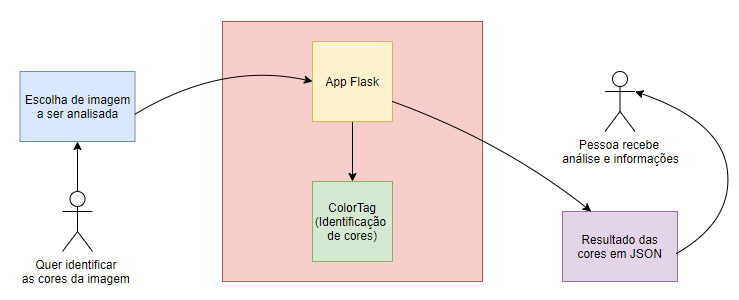 Escolha de imagem
a ser analisada
Quer identificar
as cores da imagem
App Flask
ColorTag
(Identificação
de cores)
Resultado das
cores em JSON
Pessoa recebe
análise e informações